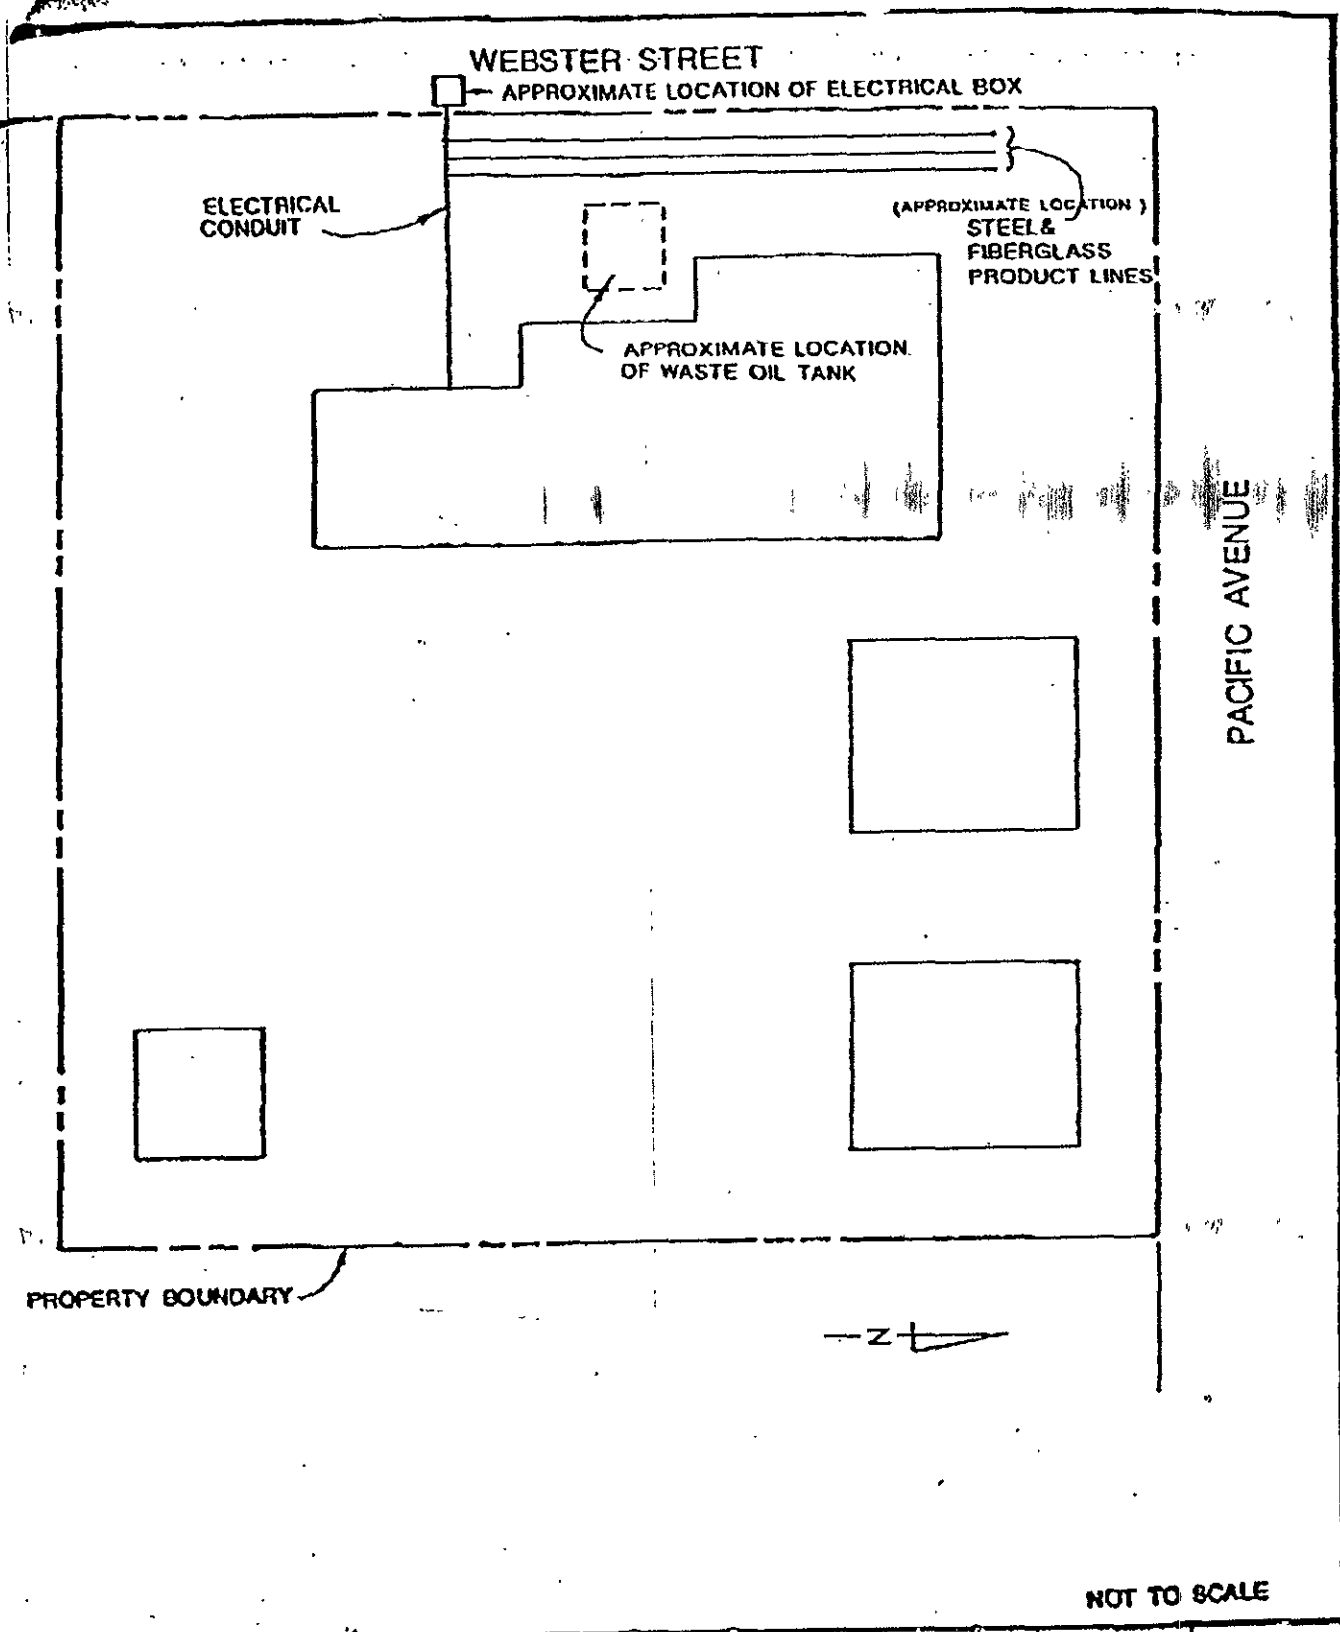 WEBSTER STREET
APPROXIMATE LOCATION OF ELECTRICAL BOX
ELECTRICAL
CONDUIT
(APPROXIMATE LOCATION)
STEEL&
FIBERGLASS
PRODUCT LINES
APPROXIMATE LOCATION
OF WASTE OIL TANK
PACIFIC AVENUE
PROPERTY BOUNDARY
N
NOT TO SCALE